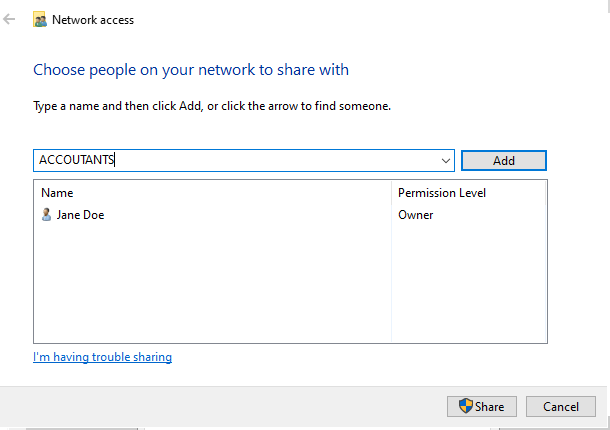 Network access
Choose people on your network to share with
Type a name and then click Add, or click the arrow to find someone.
ACCOUTANTS Add
Name Permission Level
Jane Doe Owner
I'm having trouble sharing
Share Cancel